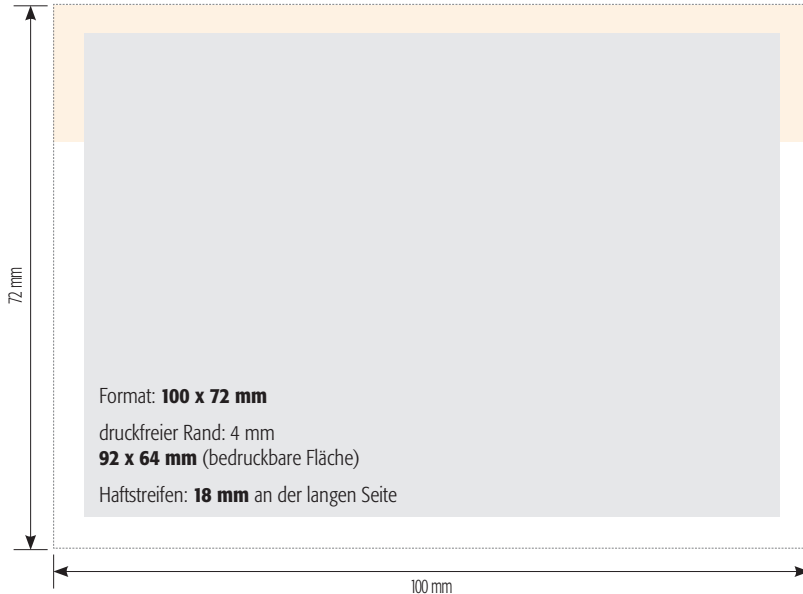 72 mm
Format: 100 x 72 mm
druckfreier Rand: 4 mm
92 x 64 mm (bedruckbare Fläche)
Haftstreifen: 18 mm an der langen Seite
100 mm